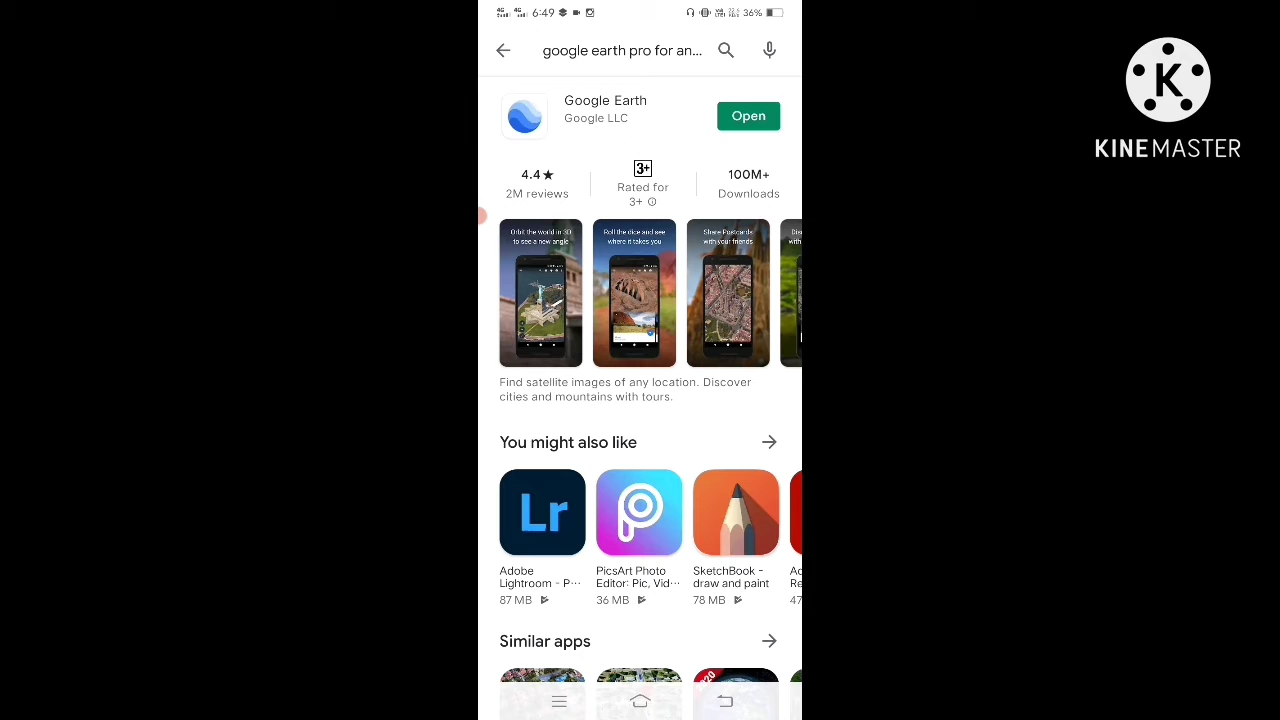 4G 4G 6:49 36%
google earth pro for an...
Google Earth
Google LLC
Open
4.4★
2M reviews
3+
Rated for
3+
100M+
Downloads
Orbit the world in 3D
to see a new angle
Roll the dice and see
where it takes you
Share Postcards
with your friends
Find satellite images of any location. Discover
cities and mountains with tours.
You might also like
Lr
Adobe
Lightroom - P...
87 MB
PicsArt Photo
Editor: Pic, Vid...
36 MB
SketchBook -
draw and paint
78 MB
Similar apps
K
KINEMASTER